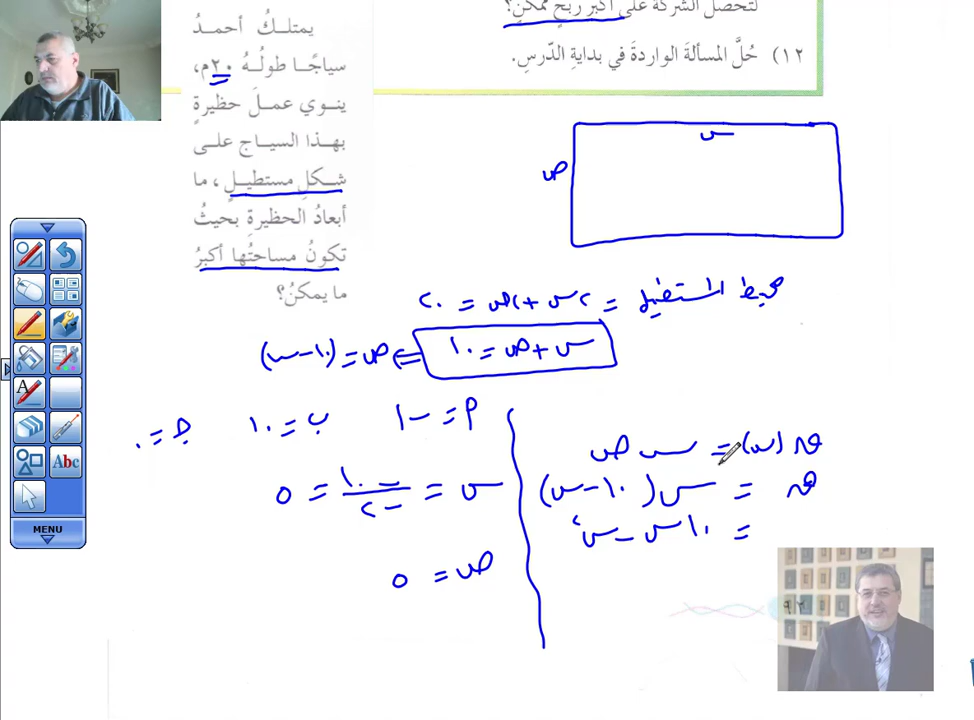 لتحصل الشركة على أكبر ربحٍ ممكنٍ؟
١٢) حُلَّ المسألةَ الواردةَ في بدايةِ الدّرسِ.
يمتلكُ أحمدُ
سياجًا طولُهُ ٢٠م،
ينوي عملَ حظيرةٍ
بهذا السياج على
شكلِ مستطيلٍ، ما
أبعادُ الحظيرةِ بحيثُ
تكونُ مساحتُها أكبرُ
ما يمكنُ؟
س
ص
محيط المستطيل = ٢س + ٢ص = ٢٠
س + ص = ١٠ ⇐ ص = (١٠ - س)
م(س) = س ص
م = س(١٠ - س)
= ١٠س - س²
أ = -١ ب = ١٠ جـ = ٠
س = -١٠/-٢ = ٥
ص = ٥
٩٢
MENU
Abc
A